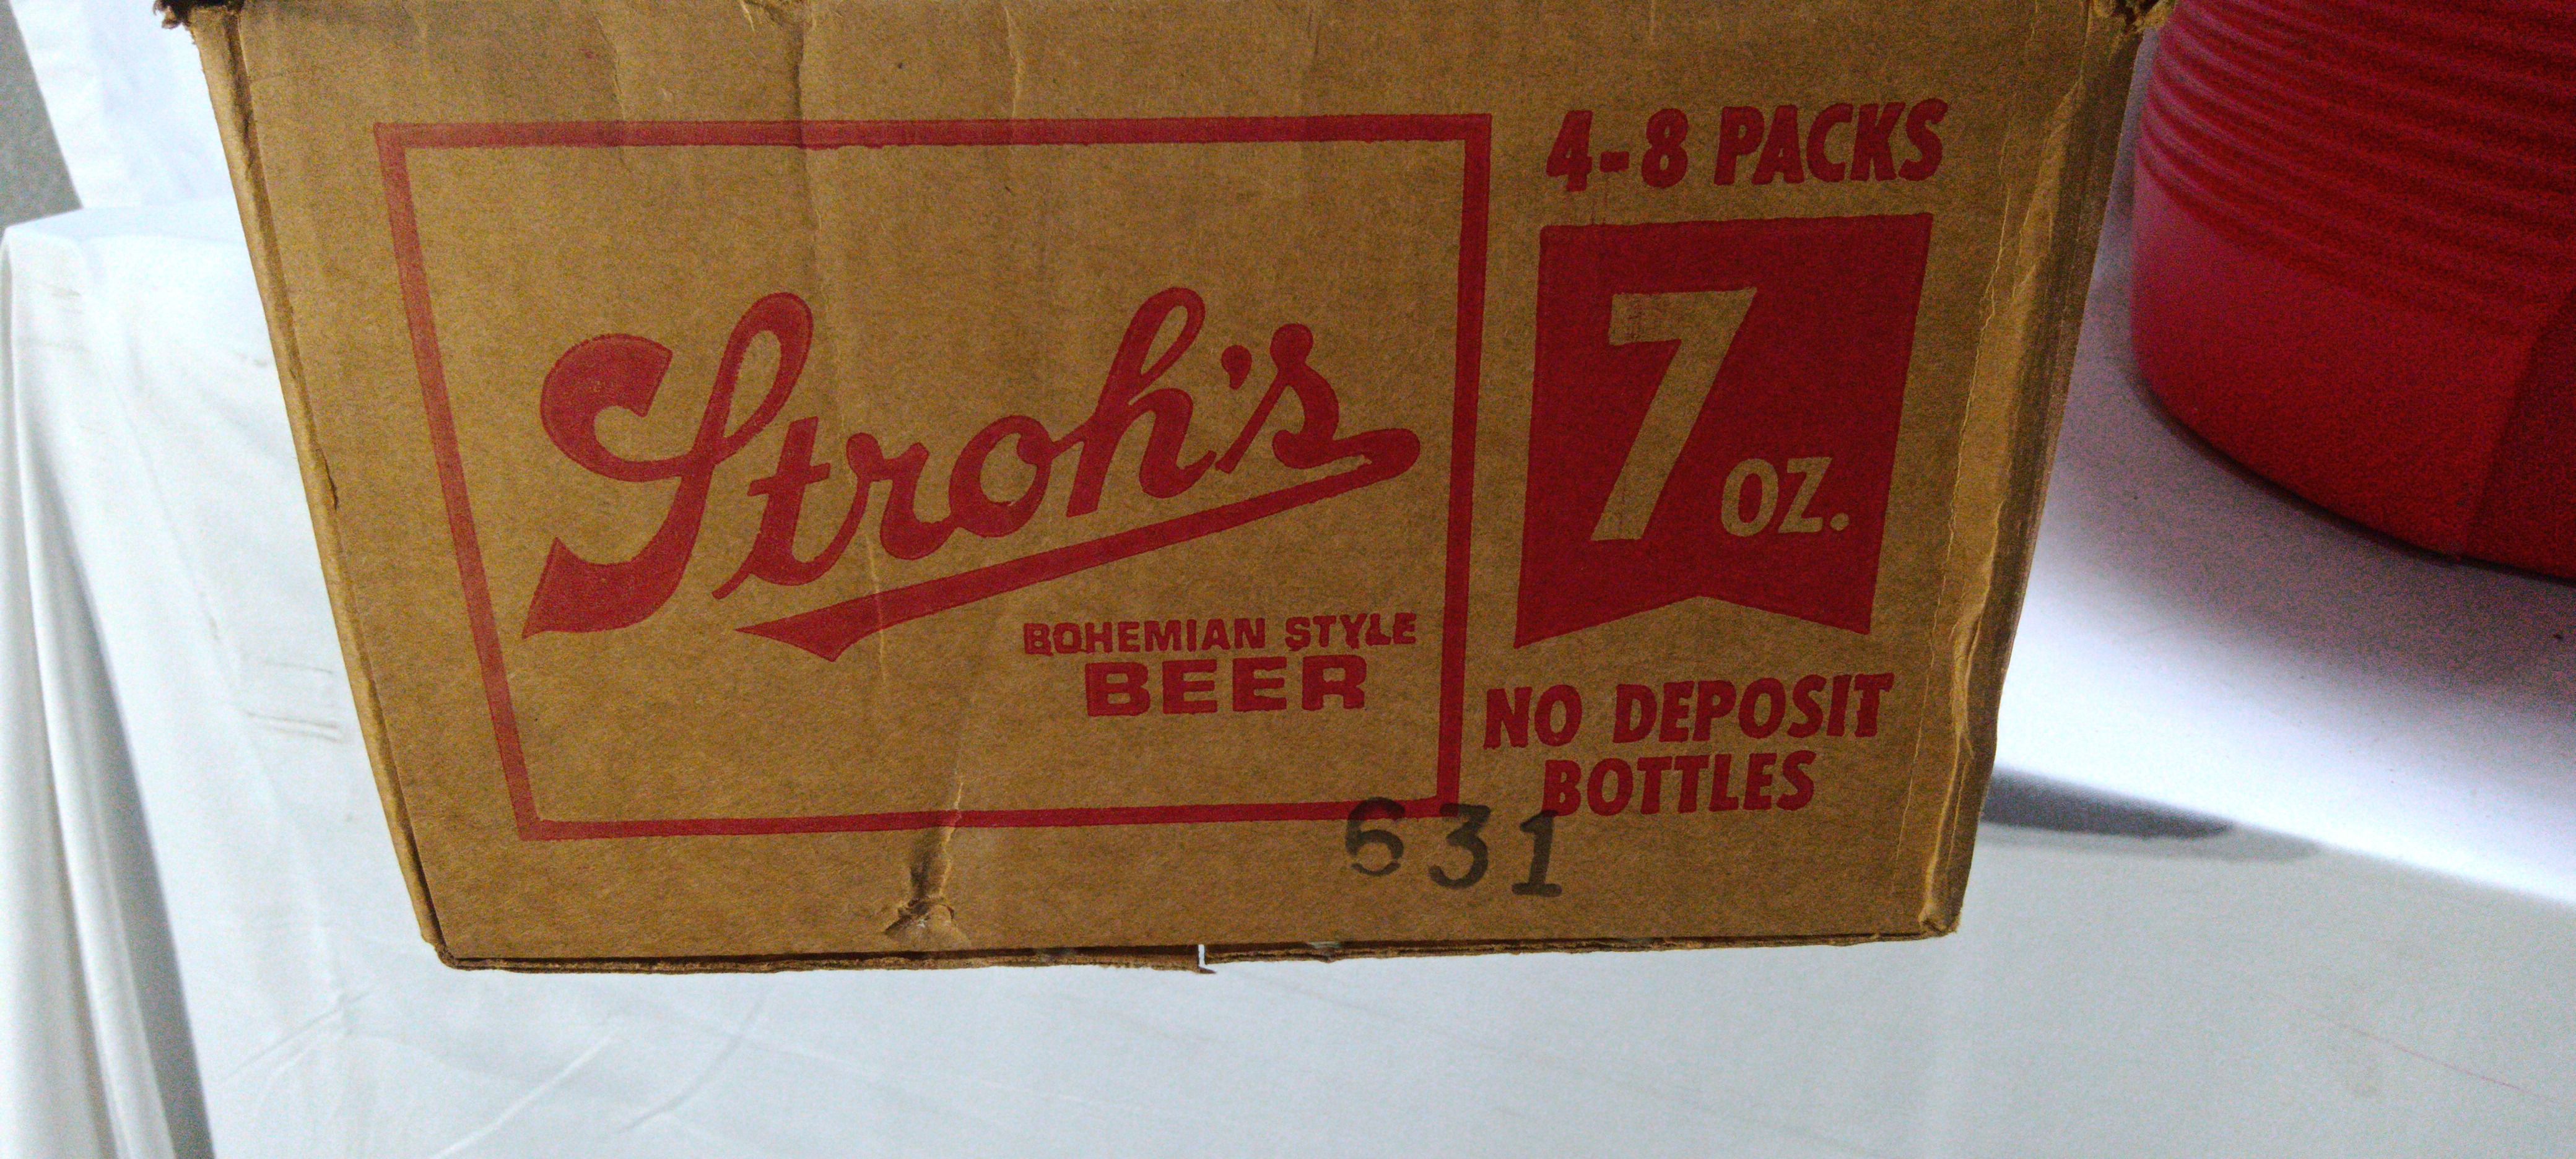 Stroh's
BOHEMIAN STYLE
BEER
4-8 PACKS
7 OZ.
NO DEPOSIT
BOTTLES
631